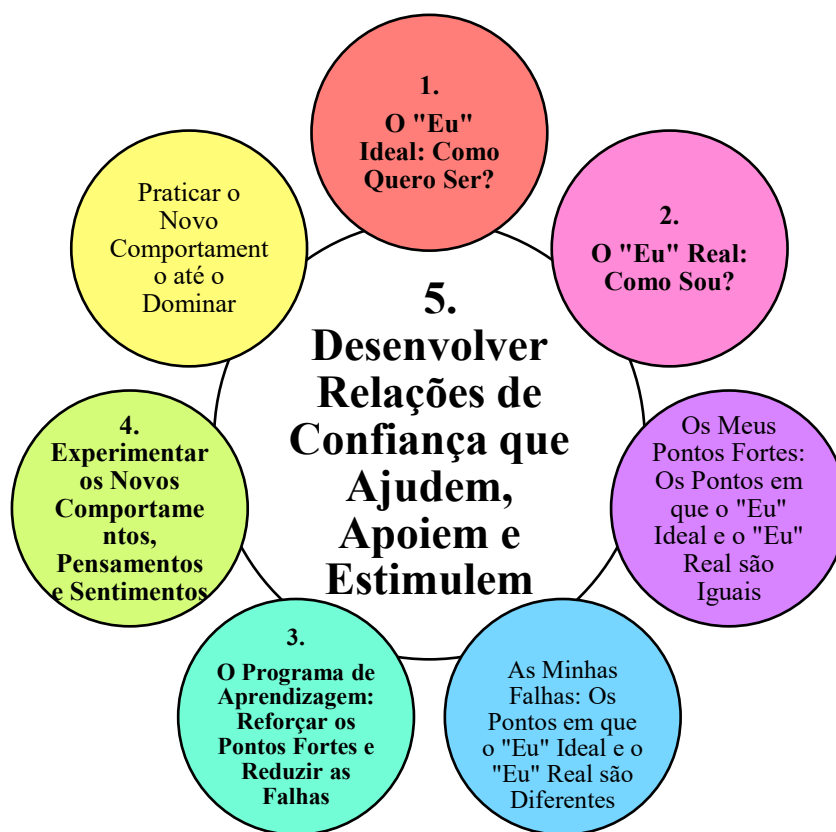 1.
O "Eu"
Ideal: Como
Quero Ser?
2.
O "Eu" Real:
Como Sou?
Os Meus
Pontos Fortes:
Os Pontos em
que o "Eu"
Ideal e o "Eu"
Real são
Iguais
As Minhas
Falhas: Os
Pontos em que
o "Eu" Ideal e o
"Eu" Real são
Diferentes
3.
O Programa de
Aprendizagem:
Reforçar os
Pontos Fortes e
Reduzir as
Falhas
4.
Experimentar
os Novos
Comportame
ntos,
Pensamentos
e Sentimentos
Praticar o
Novo
Comportament
o até o
Dominar
5.
Desenvolver
Relações de
Confiança que
Ajudem,
Apoiem e
Estimulem